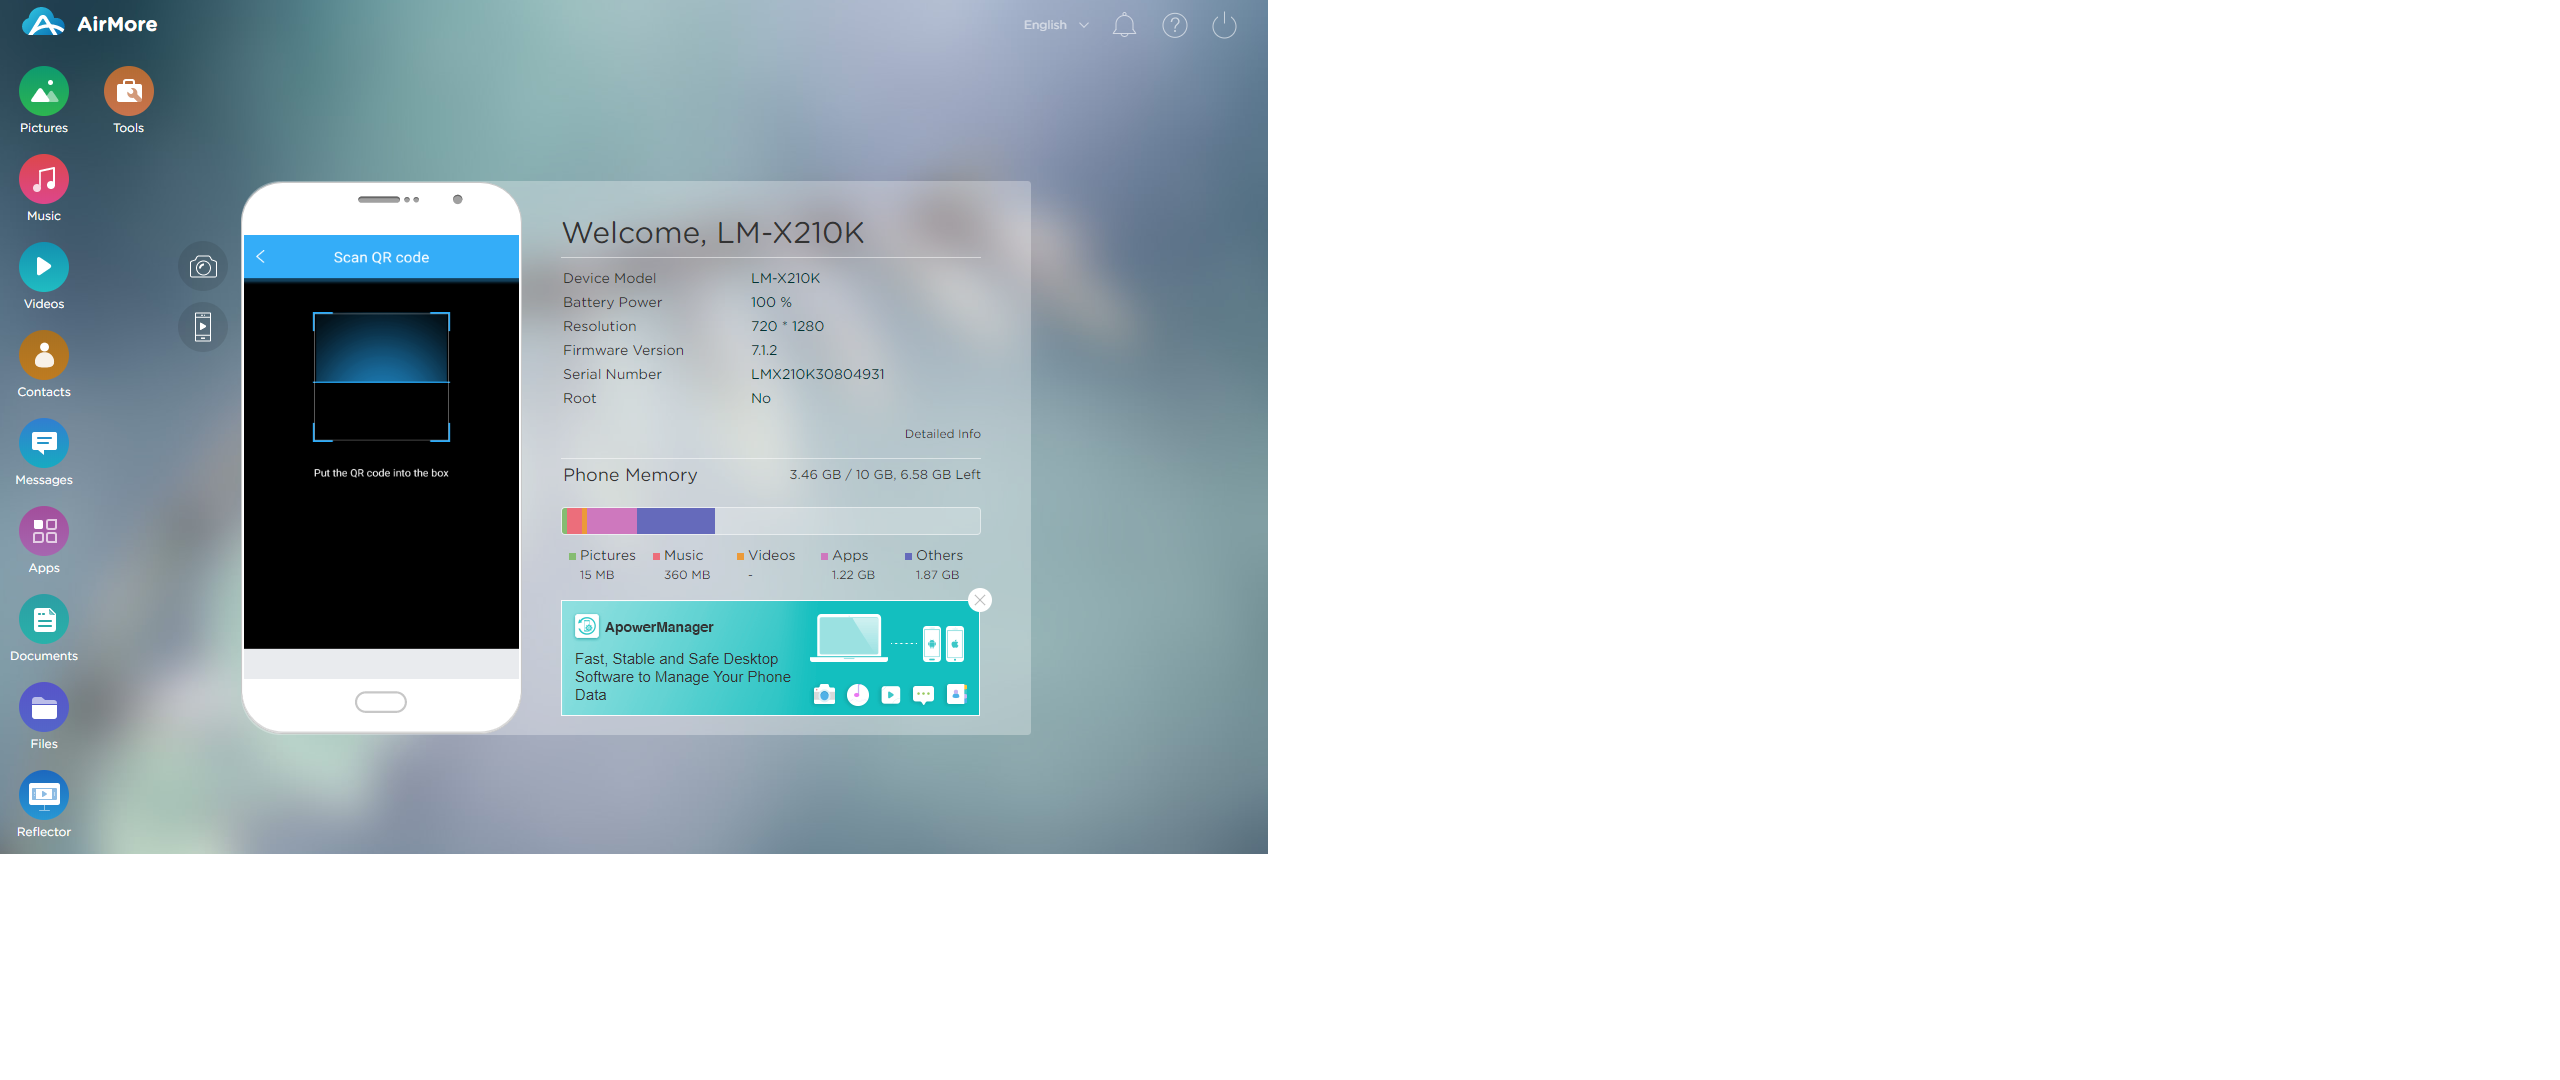 AirMore
English
Pictures
Tools
Music
Videos
Contacts
Messages
Apps
Documents
Files
Reflector
Scan QR code
Put the QR code into the box
Welcome, LM-X210K
Device Model LM-X210K
Battery Power 100 %
Resolution 720 * 1280
Firmware Version 7.1.2
Serial Number LMX210K30804931
Root No
Detailed Info
Phone Memory 3.46 GB / 10 GB, 6.58 GB Left
Pictures Music Videos Apps Others
15 MB 360 MB - 1.22 GB 1.87 GB
ApowerManager
Fast, Stable and Safe Desktop
Software to Manage Your Phone
Data